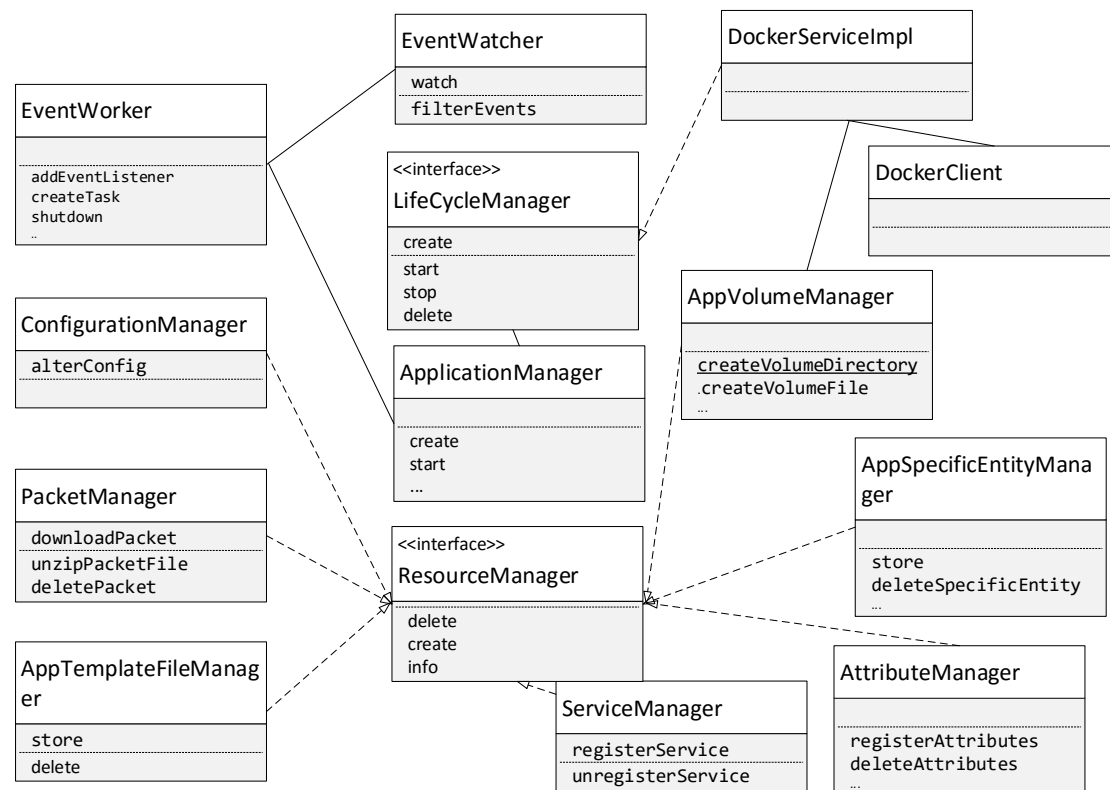 EventWorker
addEventListener
createTask
shutdown
..
EventWatcher
watch
filterEvents
DockerServiceImpl
DockerClient
<<interface>>
LifeCycleManager
create
start
stop
delete
ConfigurationManager
alterConfig
ApplicationManager
create
start
...
AppVolumeManager
createVolumeDirectory
.createVolumeFile
...
PacketManager
downloadPacket
unzipPacketFile
deletePacket
<<interface>>
ResourceManager
delete
create
info
AppSpecificEntityMana
ger
store
deleteSpecificEntity
...
AppTemplateFileManag
er
store
delete
ServiceManager
registerService
unregisterService
AttributeManager
registerAttributes
deleteAttributes
...